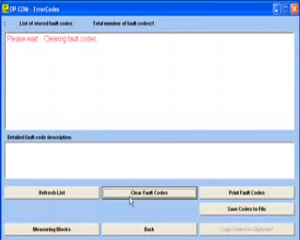 OP-COM - ErrorCodes
List of stored fault codes Total number of fault codes:1
Please wait Clearing fault codes
Detailed fault code description
Refresh List Clear Fault Codes Print Fault Codes
Save Codes to File
Measuring Blocks Back Copy Codes to Clipboard